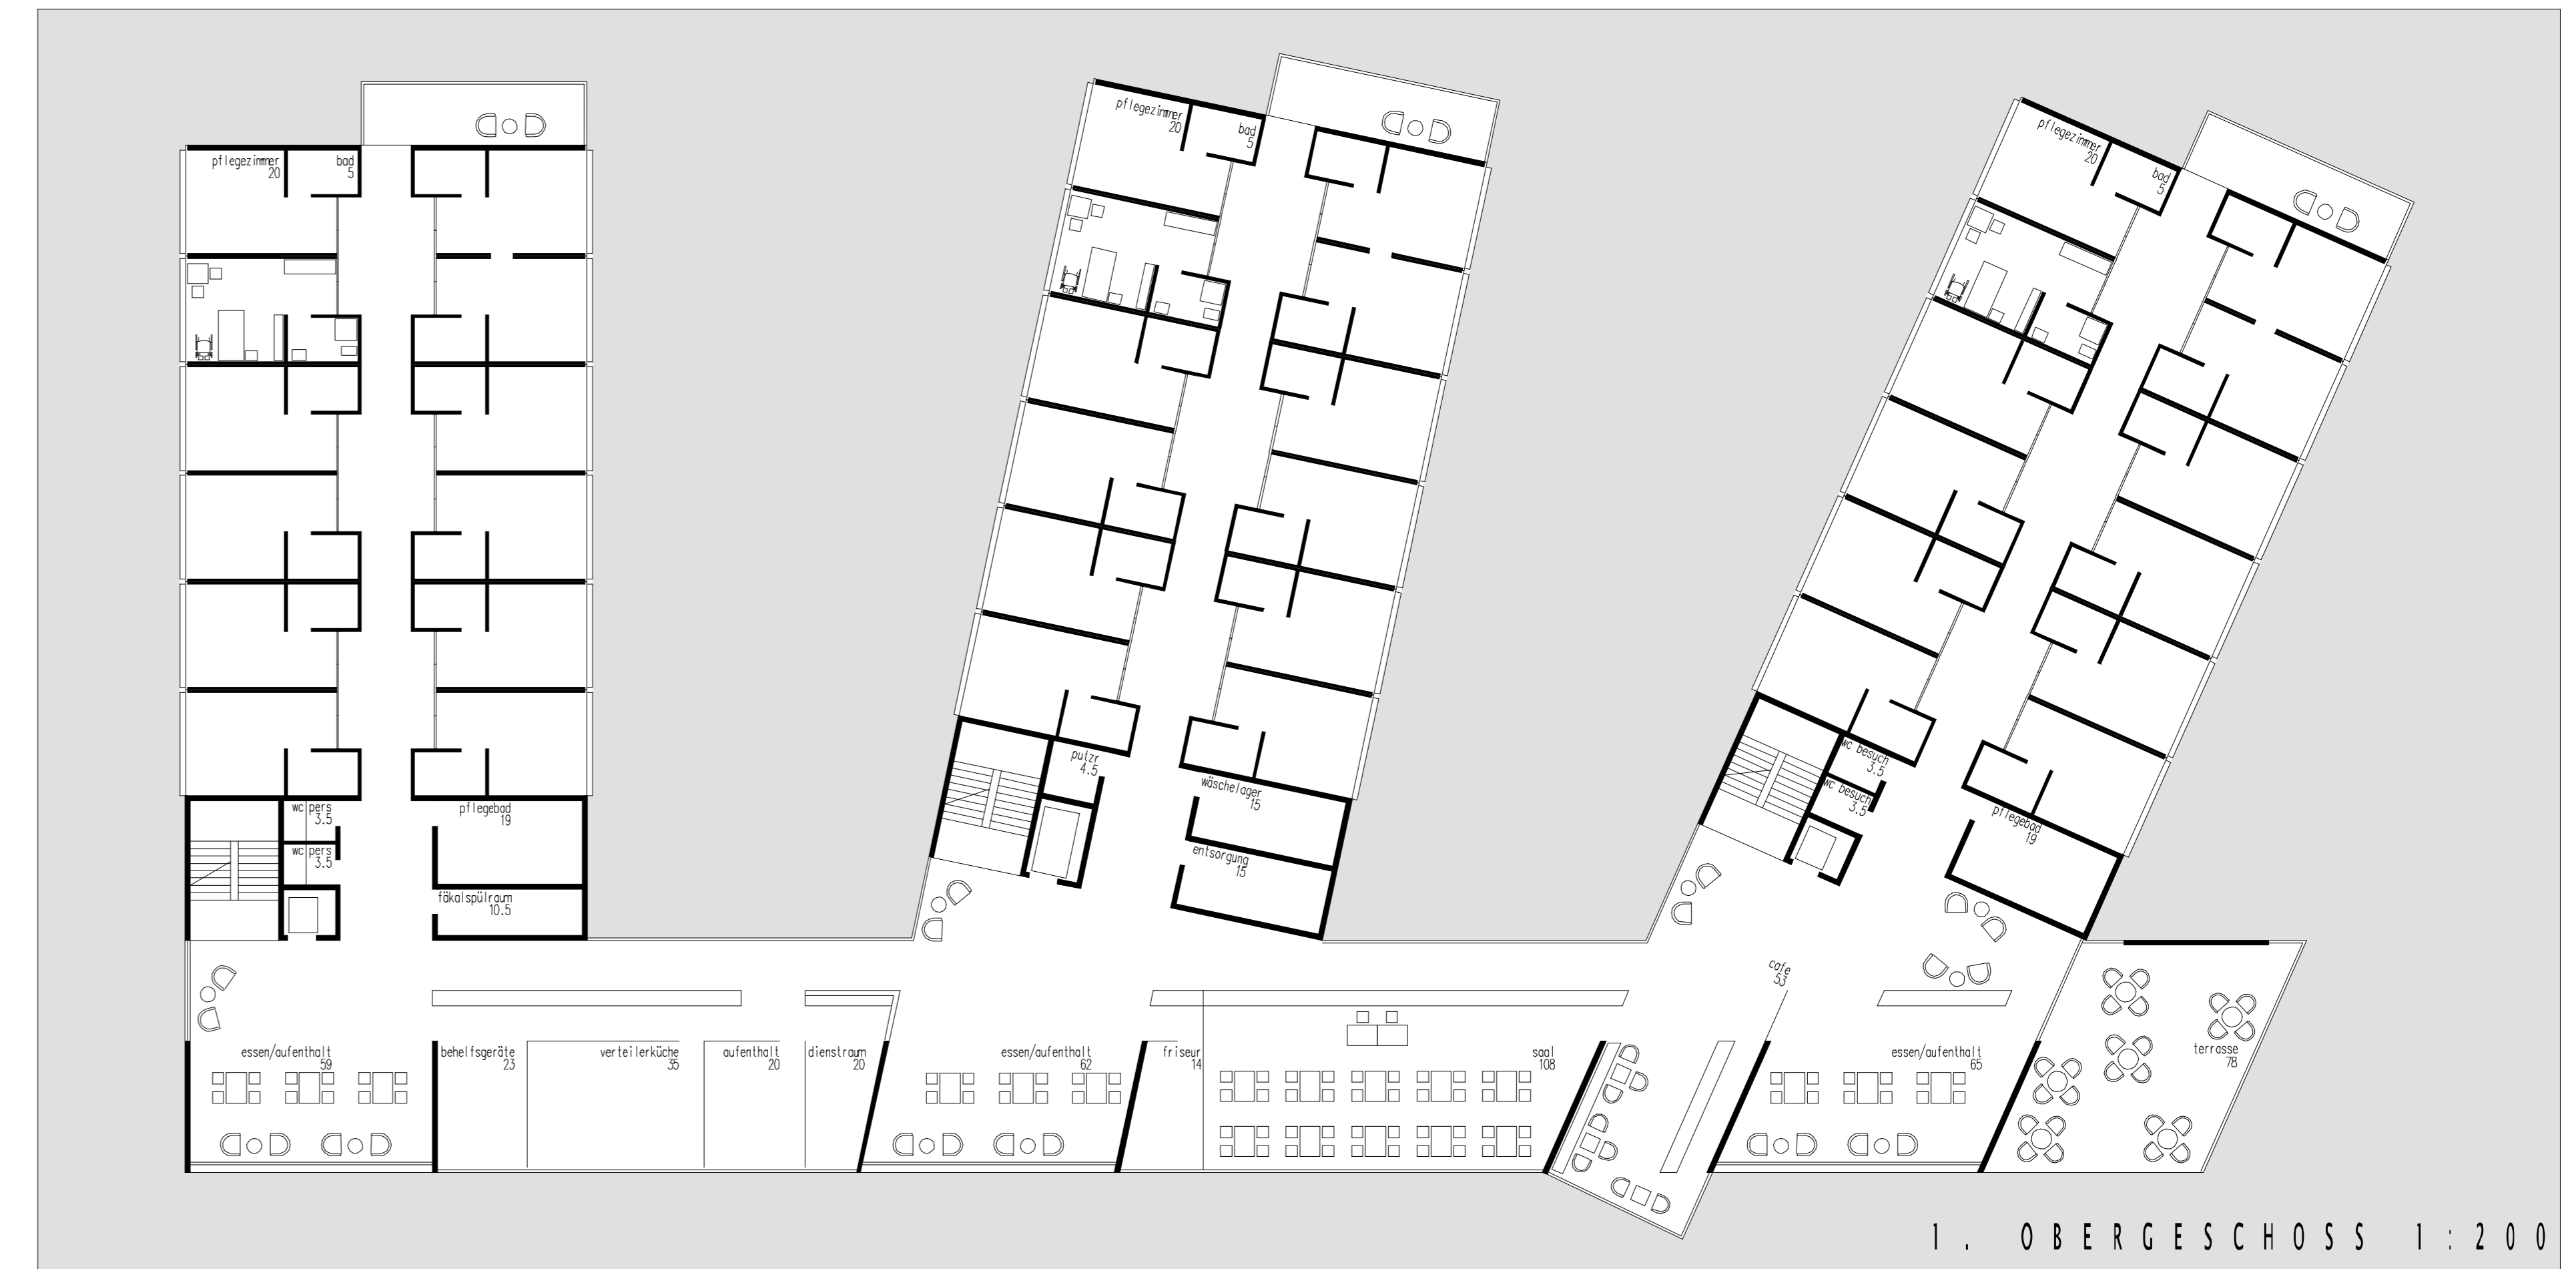 pflegezimmer
20
bad
5
pflegezimmer
20
bad
5
pflegezimmer
20
bad
5
wc pers
3.5
wc pers
3.5
pflegebad
19
fäkalspülraum
10.5
putzr
4.5
wäschelager
15
entsorgung
15
wc besuch
3.5
wc besuch
3.5
pflegebad
19
cafe
53
essen/aufenthalt
59
behelfsgeräte
23
verteilerküche
35
aufenthalt
20
dienstraum
20
essen/aufenthalt
62
friseur
14
saal
108
essen/aufenthalt
65
terrasse
78
1. OBERGESCHOSS 1:200